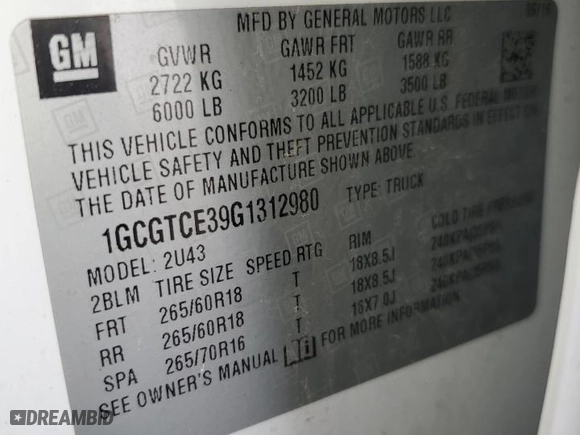 GM
MFD BY GENERAL MOTORS LLC
GVWR GAWR FRT GAWR RR
2722 KG 1452 KG 1588 KG
6000 LB 3200 LB 3500 LB
THIS VEHICLE CONFORMS TO ALL APPLICABLE U.S. FEDERAL MOTOR
VEHICLE SAFETY AND THEFT PREVENTION STANDARDS IN EFFECT ON
THE DATE OF MANUFACTURE SHOWN ABOVE.
1GCGTCE39G1312980 TYPE: TRUCK
MODEL: 2U43
2BLM TIRE SIZE SPEED RTG RIM COLD TIRE PRESSURE
FRT 265/60R18 T 18X8.5J
RR 265/60R18 T 18X8.5J
SPA 265/70R16 T 16X7.0J
SEE OWNER'S MANUAL i FOR MORE INFORMATION
DREAMBID